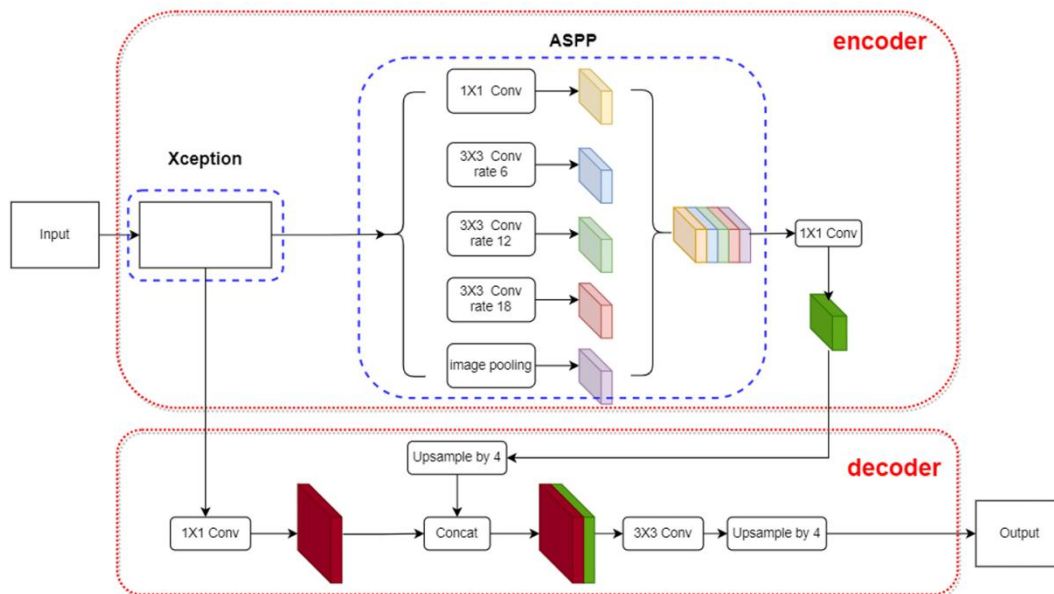 encoder
ASPP
1X1 Conv
Xception
3X3 Conv
rate 6
Input
3X3 Conv
rate 12
1X1 Conv
3X3 Conv
rate 18
image pooling
decoder
Upsample by 4
1X1 Conv
Concat
3X3 Conv
Upsample by 4
Output